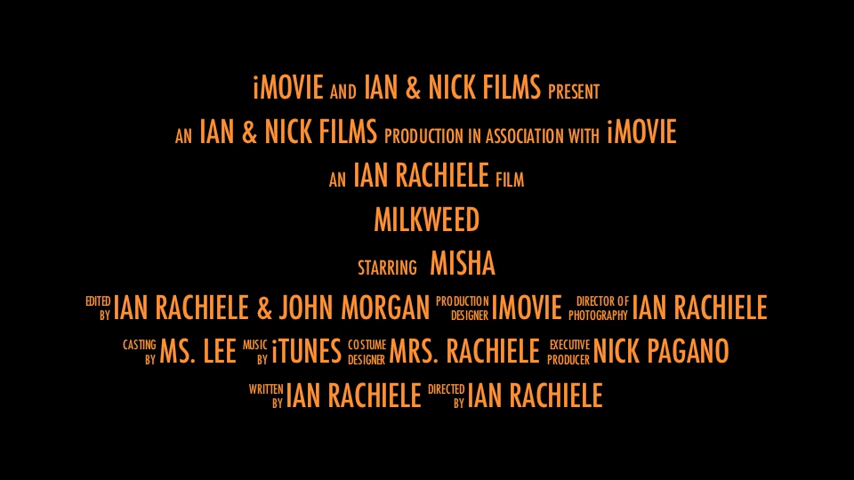 iMOVIE AND IAN & NICK FILMS PRESENT
AN IAN & NICK FILMS PRODUCTION IN ASSOCIATION WITH iMOVIE
AN IAN RACHIELE FILM
MILKWEED
STARRING MISHA
EDITED BY IAN RACHIELE & JOHN MORGAN PRODUCTION DESIGNER IMOVIE DIRECTOR OF PHOTOGRAPHY IAN RACHIELE
CASTING BY MS. LEE MUSIC BY iTUNES COSTUME DESIGNER MRS. RACHIELE EXECUTIVE PRODUCER NICK PAGANO
WRITTEN BY IAN RACHIELE DIRECTED BY IAN RACHIELE